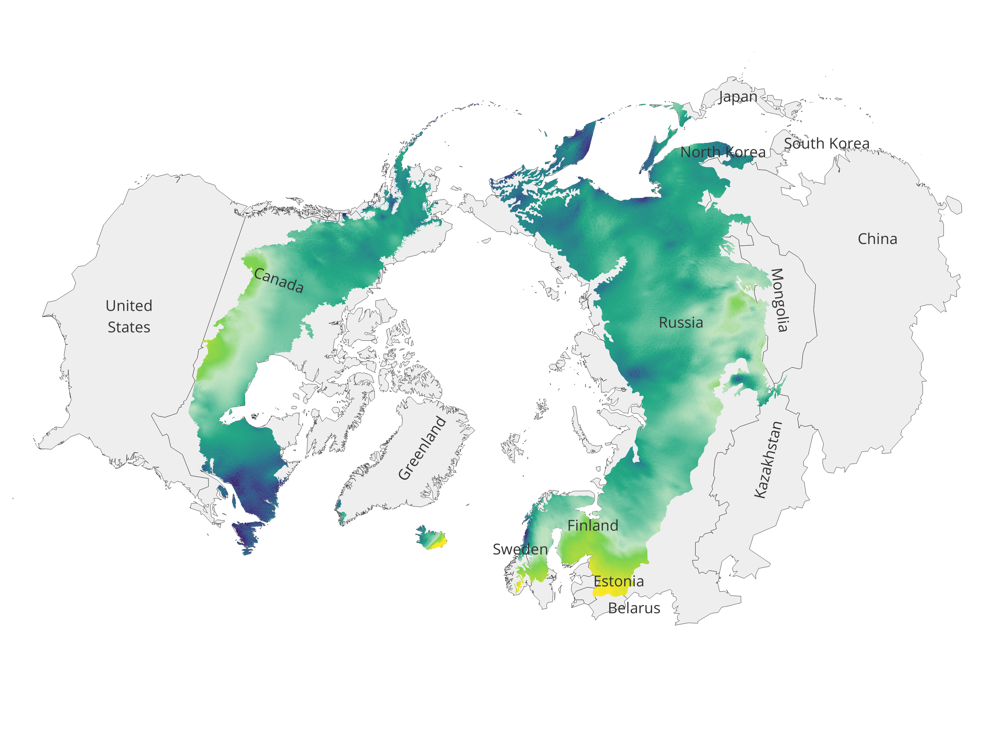 Japan
South Korea
North Korea
China
Canada
Mongolia
United
States
Russia
Greenland
Kazakhstan
Finland
Sweden
Estonia
Belarus